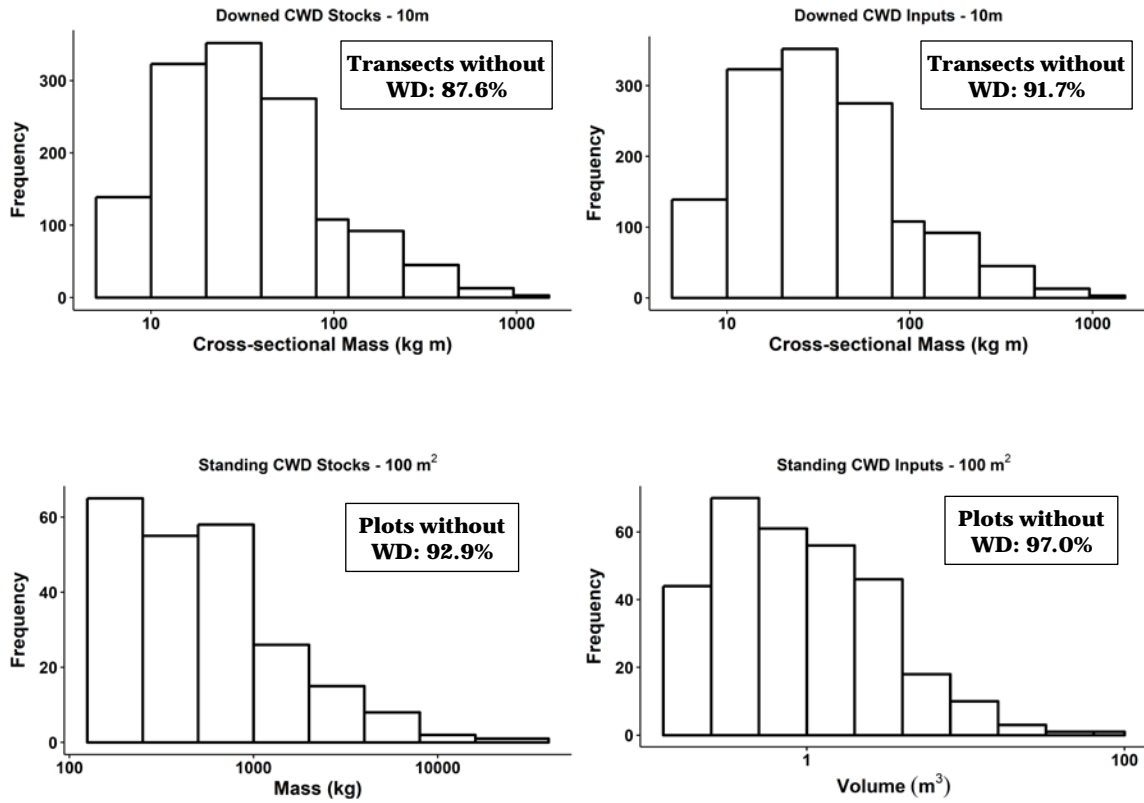 Downed CWD Stocks - 10m
Transects without
WD: 87.6%
Frequency
300
200
100
0
10
100
1000
Cross-sectional Mass (kg m)
Downed CWD Inputs - 10m
Transects without
WD: 91.7%
Frequency
300
200
100
0
10
100
1000
Cross-sectional Mass (kg m)
Standing CWD Stocks - 100 m²
Plots without
WD: 92.9%
Frequency
60
40
20
0
100
1000
10000
Mass (kg)
Standing CWD Inputs - 100 m²
Plots without
WD: 97.0%
Frequency
60
40
20
0
1
100
Volume (m³)